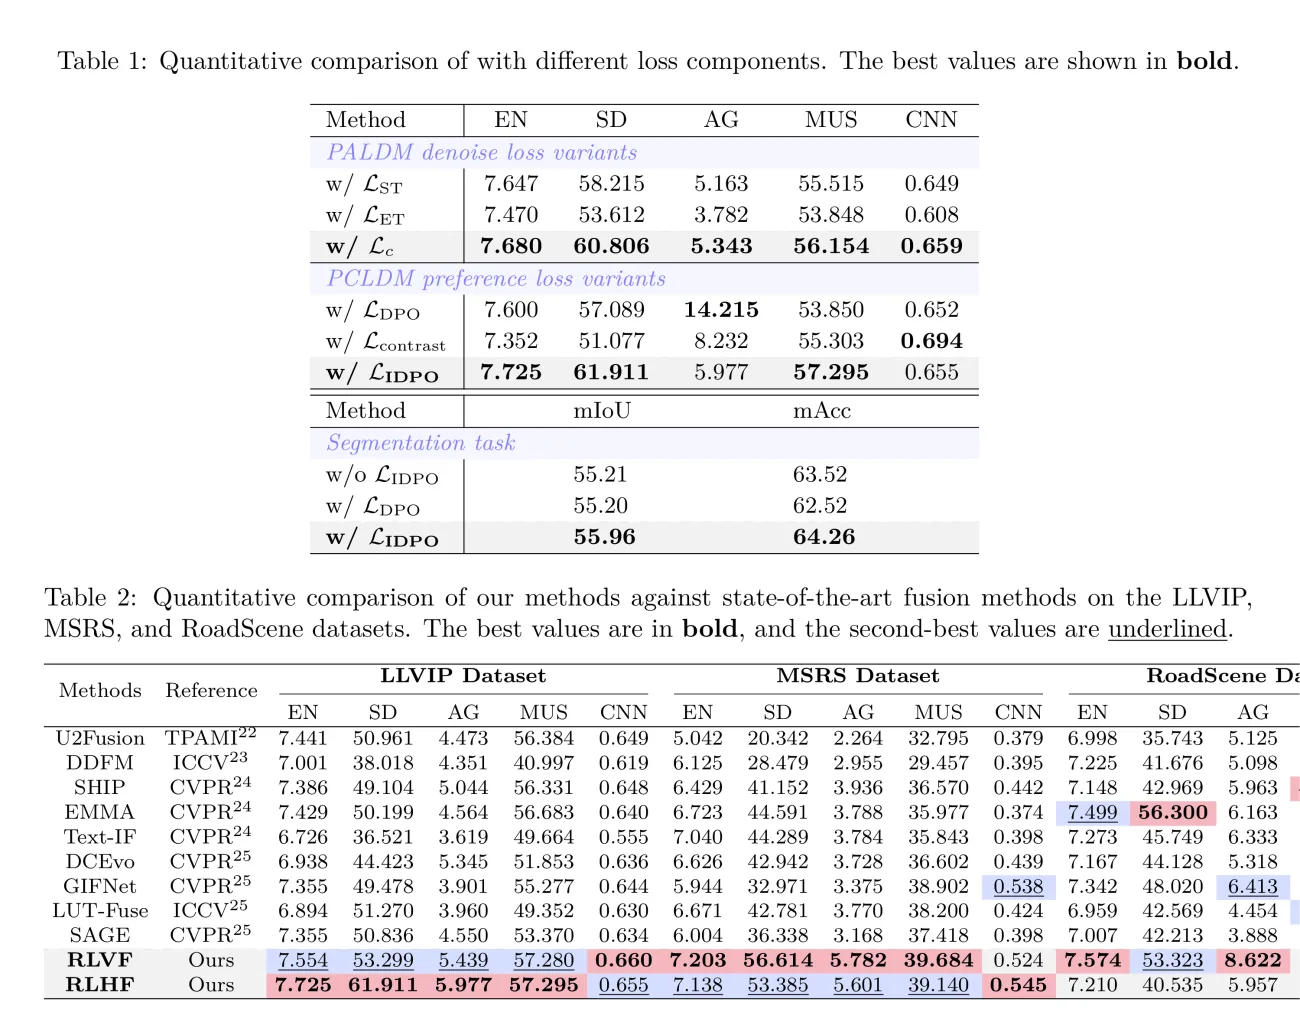 Table 1: Quantitative comparison of with different loss components. The best values are shown in bold.
Method EN SD AG MUS CNN
PALDM denoise loss variants
w/ ℒST 7.647 58.215 5.163 55.515 0.649
w/ ℒET 7.470 53.612 3.782 53.848 0.608
w/ ℒc 7.680 60.806 5.343 56.154 0.659
PCLDM preference loss variants
w/ ℒDPO 7.600 57.089 14.215 53.850 0.652
w/ ℒcontrast 7.352 51.077 8.232 55.303 0.694
w/ ℒIDPO 7.725 61.911 5.977 57.295 0.655
Method mIoU mAcc
Segmentation task
w/o ℒIDPO 55.21 63.52
w/ ℒDPO 55.20 62.52
w/ ℒIDPO 55.96 64.26
Table 2: Quantitative comparison of our methods against state-of-the-art fusion methods on the LLVIP,
MSRS, and RoadScene datasets. The best values are in bold, and the second-best values are underlined.
Methods Reference LLVIP Dataset MSRS Dataset RoadScene Da
EN SD AG MUS CNN EN SD AG MUS CNN EN SD AG
U2Fusion TPAMI22 7.441 50.961 4.473 56.384 0.649 5.042 20.342 2.264 32.795 0.379 6.998 35.743 5.125
DDFM ICCV23 7.001 38.018 4.351 40.997 0.619 6.125 28.479 2.955 29.457 0.395 7.225 41.676 5.098
SHIP CVPR24 7.386 49.104 5.044 56.331 0.648 6.429 41.152 3.936 36.570 0.442 7.148 42.969 5.963
EMMA CVPR24 7.429 50.199 4.564 56.683 0.640 6.723 44.591 3.788 35.977 0.374 7.499 56.300 6.163
Text-IF CVPR24 6.726 36.521 3.619 49.664 0.555 7.040 44.289 3.784 35.843 0.398 7.273 45.749 6.333
DCEvo CVPR25 6.938 44.423 5.345 51.853 0.636 6.626 42.942 3.728 36.602 0.439 7.167 44.128 5.318
GIFNet CVPR25 7.355 49.478 3.901 55.277 0.644 5.944 32.971 3.375 38.902 0.538 7.342 48.020 6.413
LUT-Fuse ICCV25 6.894 51.270 3.960 49.352 0.630 6.671 42.781 3.770 38.200 0.424 6.959 42.569 4.454
SAGE CVPR25 7.355 50.836 4.550 53.370 0.634 6.004 36.338 3.168 37.418 0.398 7.007 42.213 3.888
RLVF Ours 7.554 53.299 5.439 57.280 0.660 7.203 56.614 5.782 39.684 0.524 7.574 53.323 8.622
RLHF Ours 7.725 61.911 5.977 57.295 0.655 7.138 53.385 5.601 39.140 0.545 7.210 40.535 5.957